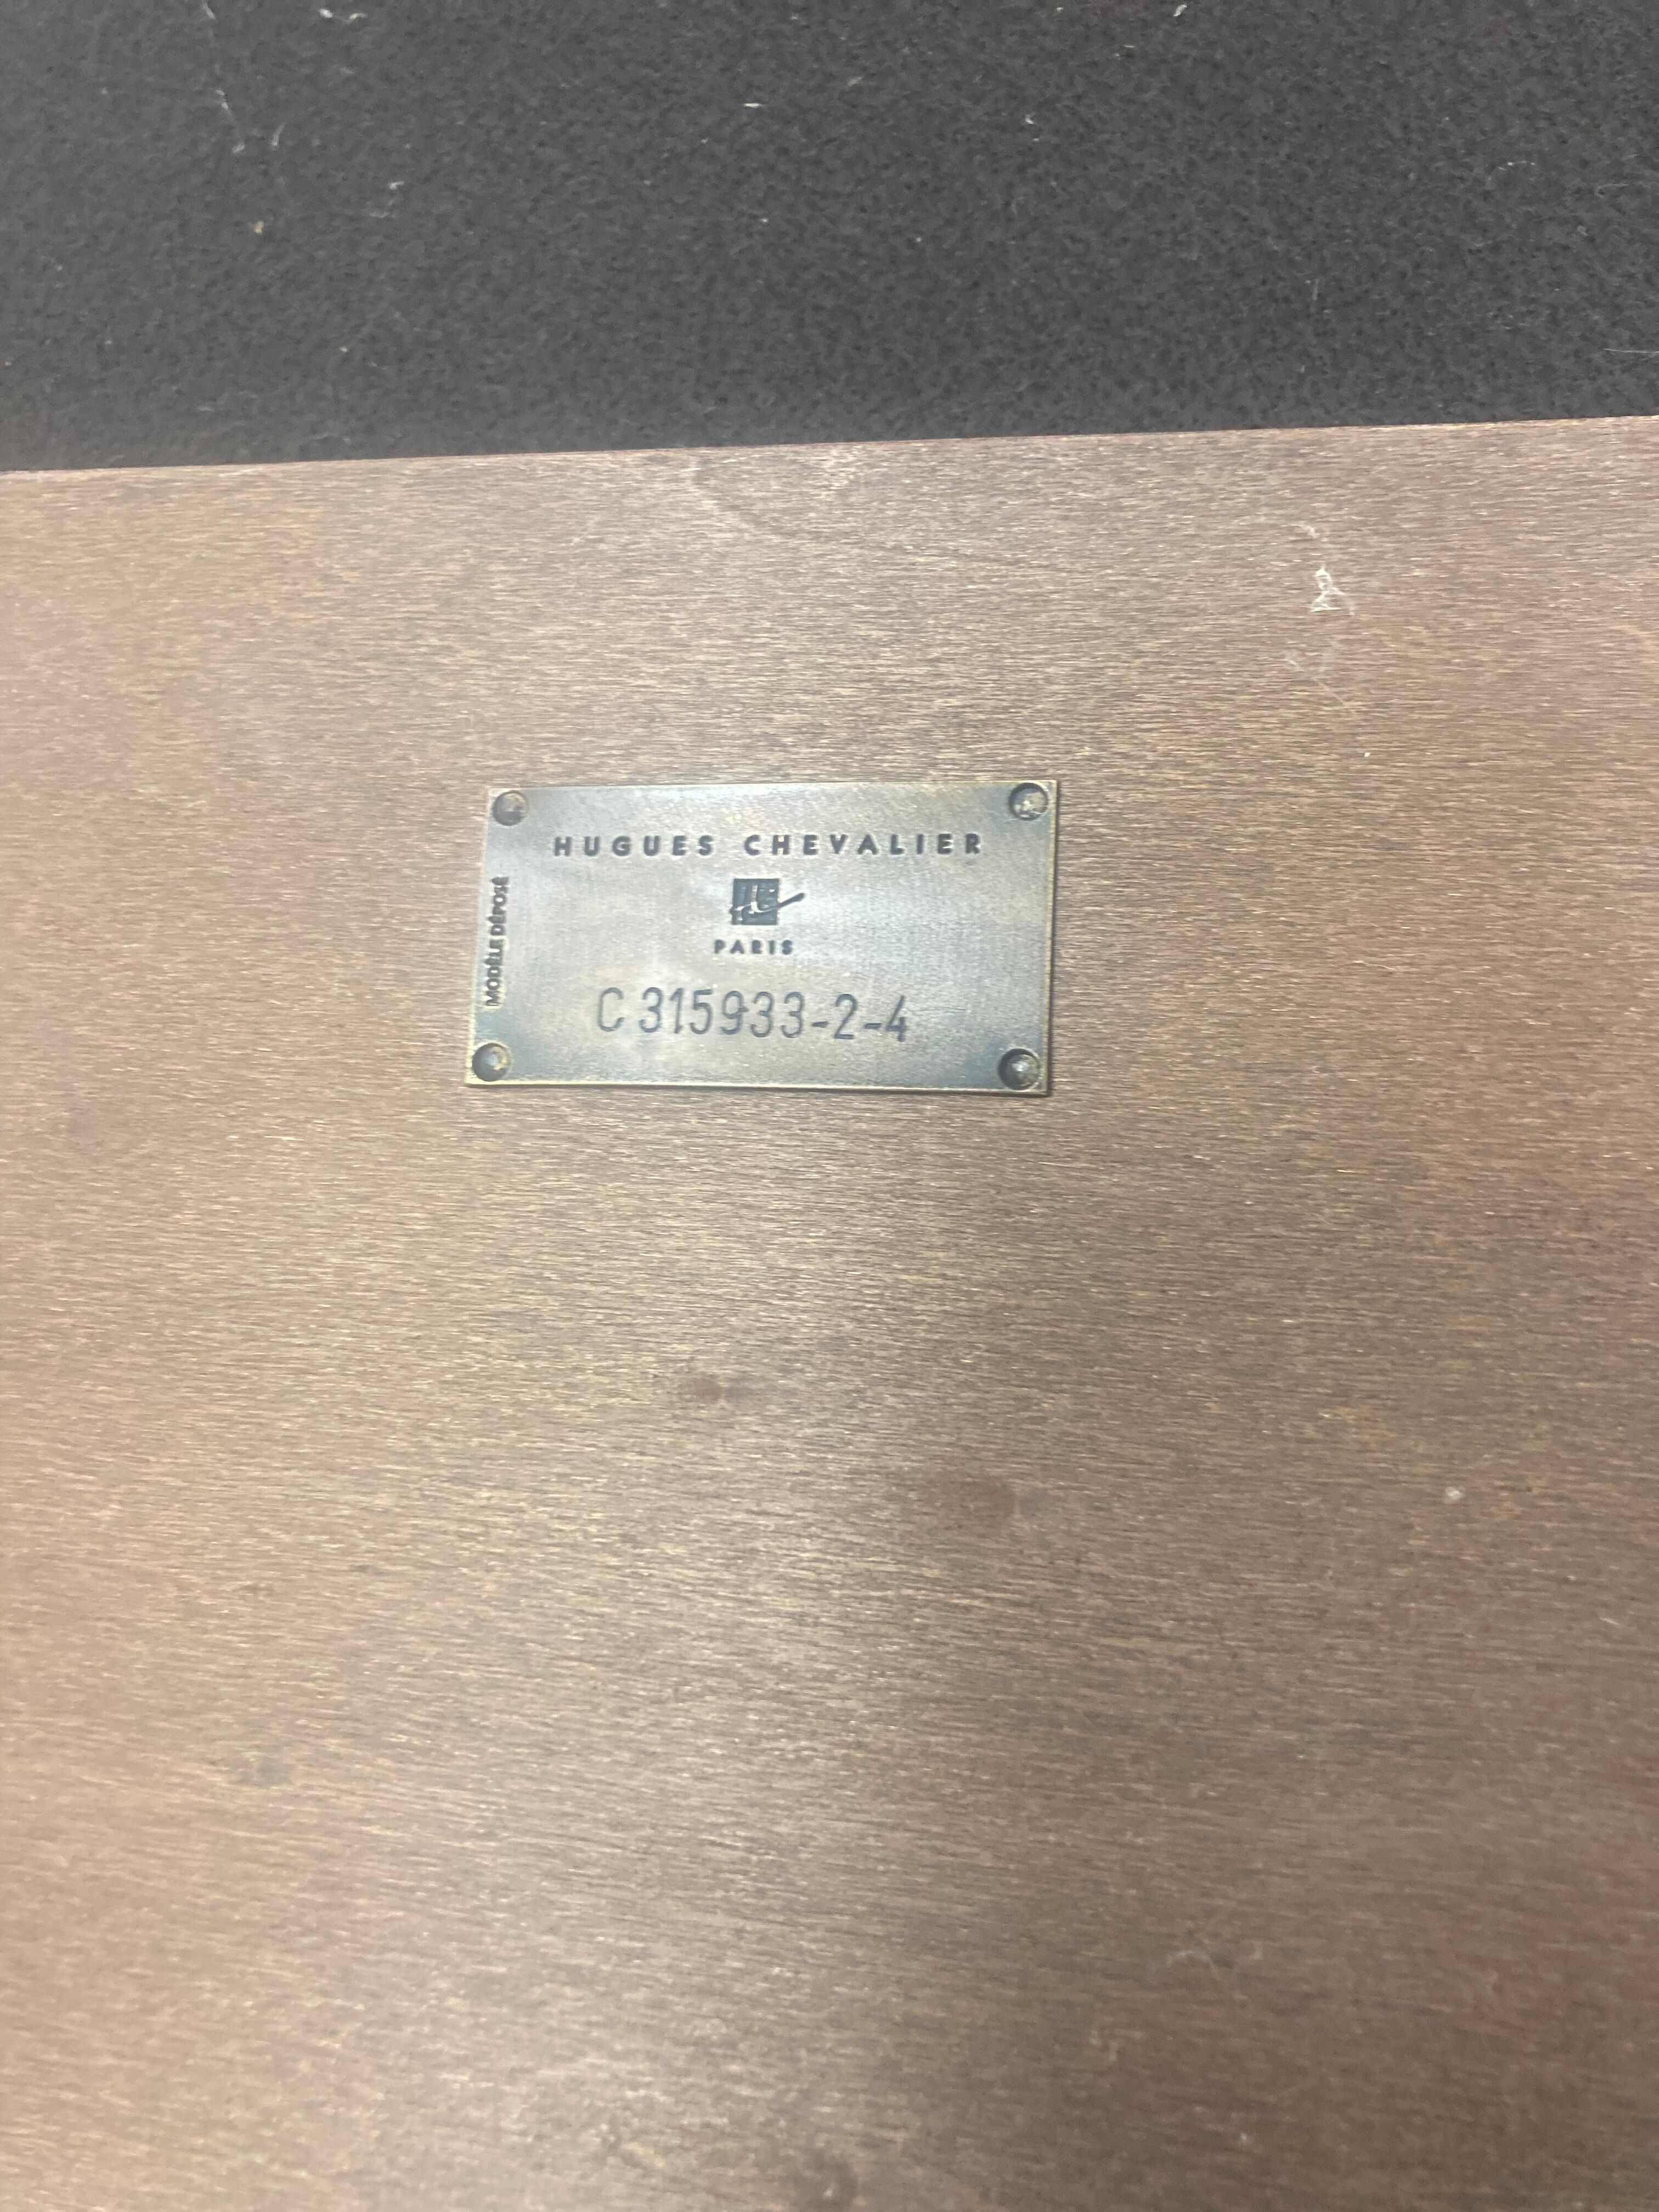 HUGUES CHEVALIER
PARIS
C 315933-2-4
MODÈLE DÉPOSÉ